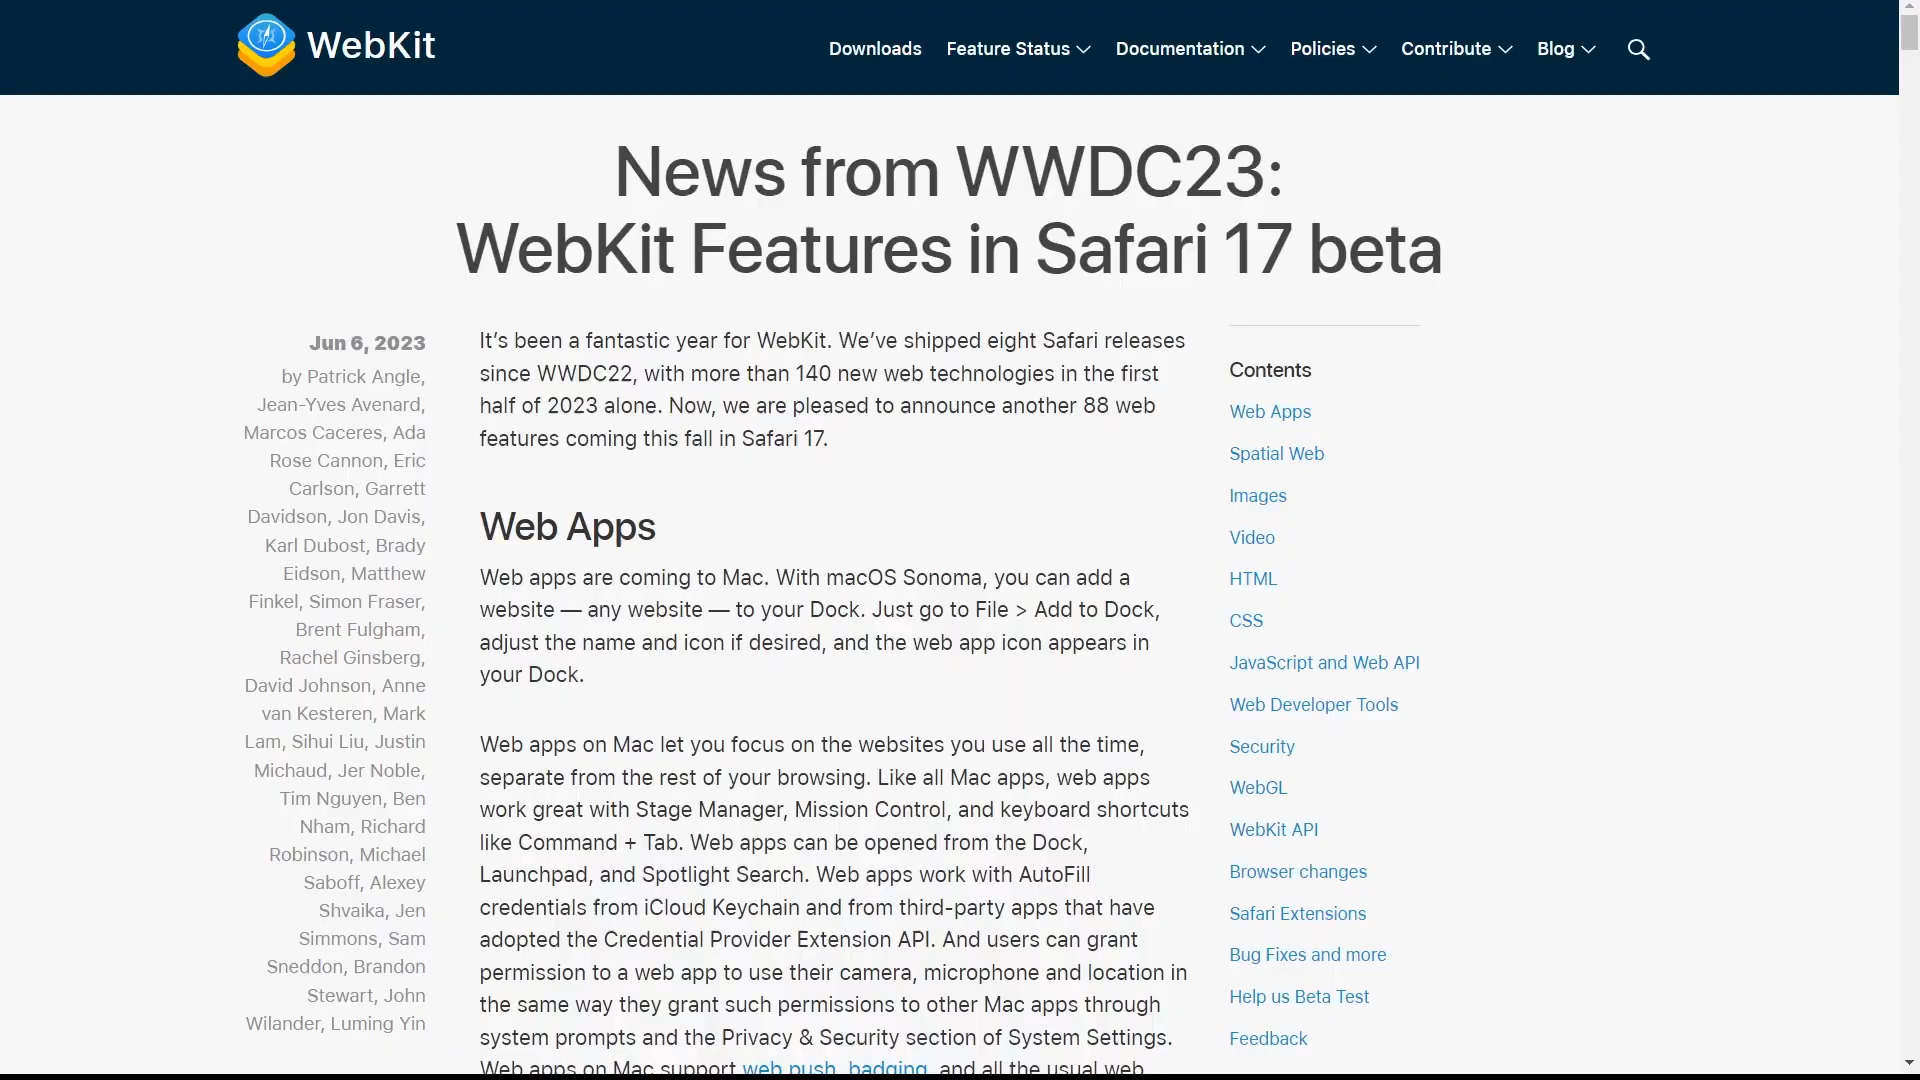 WebKit
Downloads Feature Status Documentation Policies Contribute Blog
News from WWDC23:
WebKit Features in Safari 17 beta
Jun 6, 2023
by Patrick Angle,
Jean-Yves Avenard,
Marcos Caceres, Ada
Rose Cannon, Eric
Carlson, Garrett
Davidson, Jon Davis,
Karl Dubost, Brady
Eidson, Matthew
Finkel, Simon Fraser,
Brent Fulgham,
Rachel Ginsberg,
David Johnson, Anne
van Kesteren, Mark
Lam, Sihui Liu, Justin
Michaud, Jer Noble,
Tim Nguyen, Ben
Nham, Richard
Robinson, Michael
Saboff, Alexey
Shvaika, Jen
Simmons, Sam
Sneddon, Brandon
Stewart, John
Wilander, Luming Yin
It’s been a fantastic year for WebKit. We’ve shipped eight Safari releases
since WWDC22, with more than 140 new web technologies in the first
half of 2023 alone. Now, we are pleased to announce another 88 web
features coming this fall in Safari 17.
Web Apps
Web apps are coming to Mac. With macOS Sonoma, you can add a
website — any website — to your Dock. Just go to File > Add to Dock,
adjust the name and icon if desired, and the web app icon appears in
your Dock.
Web apps on Mac let you focus on the websites you use all the time,
separate from the rest of your browsing. Like all Mac apps, web apps
work great with Stage Manager, Mission Control, and keyboard shortcuts
like Command + Tab. Web apps can be opened from the Dock,
Launchpad, and Spotlight Search. Web apps work with AutoFill
credentials from iCloud Keychain and from third-party apps that have
adopted the Credential Provider Extension API. And users can grant
permission to a web app to use their camera, microphone and location in
the same way they grant such permissions to other Mac apps through
system prompts and the Privacy & Security section of System Settings.
Web apps on Mac support web push, badging, and all the usual web
Contents
Web Apps
Spatial Web
Images
Video
HTML
CSS
JavaScript and Web API
Web Developer Tools
Security
WebGL
WebKit API
Browser changes
Safari Extensions
Bug Fixes and more
Help us Beta Test
Feedback